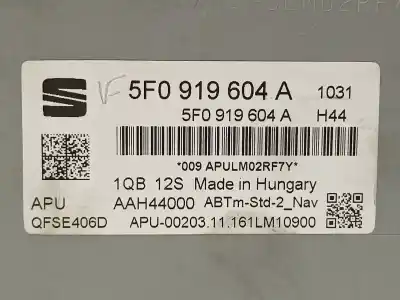 VF 5F0 919 604 A 1031
5F0 919 604 A H44
*009 APULM02RF7Y*
1QB 12S Made in Hungary
APU AAH44000 ABTm-Std-2_Nav
QFSE406D APU-00203.11.161LM10900